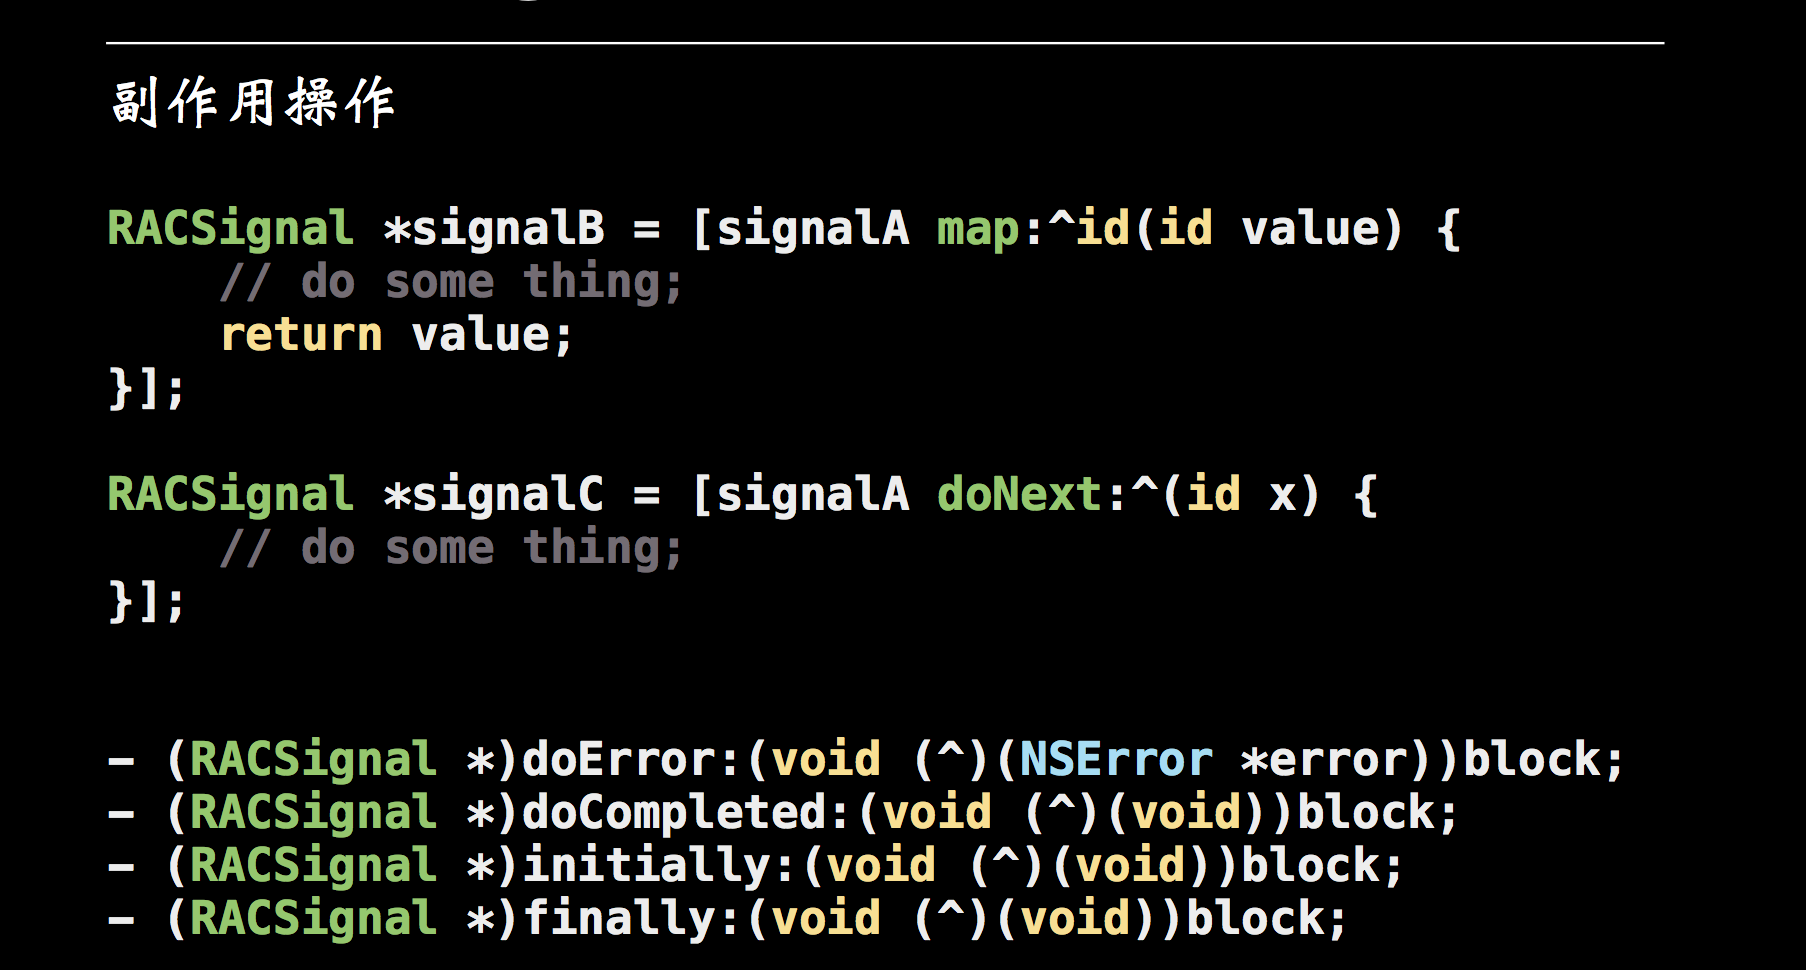 副作用操作
RACSignal *signalB = [signalA map:^id(id value) {
    // do some thing;
    return value;
}];
RACSignal *signalC = [signalA doNext:^(id x) {
    // do some thing;
}];
- (RACSignal *)doError:(void (^)(NSError *error))block;
- (RACSignal *)doCompleted:(void (^)(void))block;
- (RACSignal *)initially:(void (^)(void))block;
- (RACSignal *)finally:(void (^)(void))block;